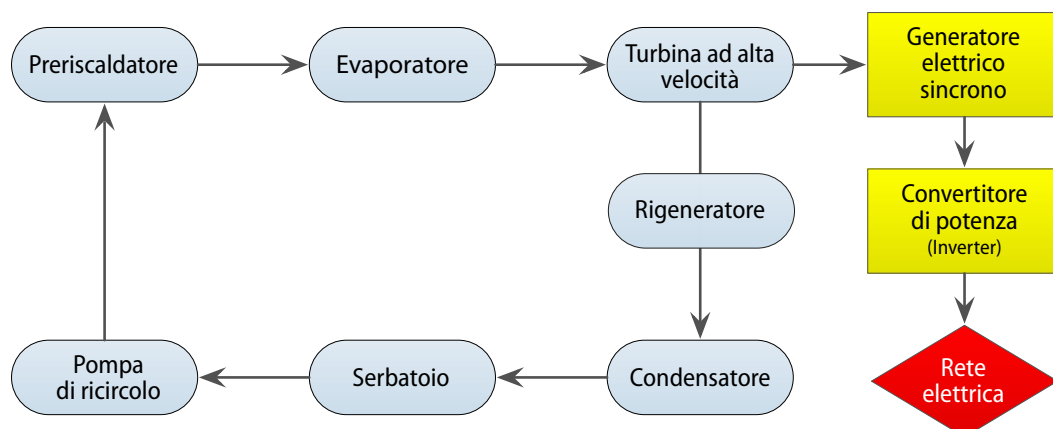 Preriscaldatore
Evaporatore
Turbina ad alta
velocità
Generatore
elettrico
sincrono
Rigeneratore
Convertitore
di potenza
(Inverter)
Pompa
di ricircolo
Serbatoio
Condensatore
Rete
elettrica